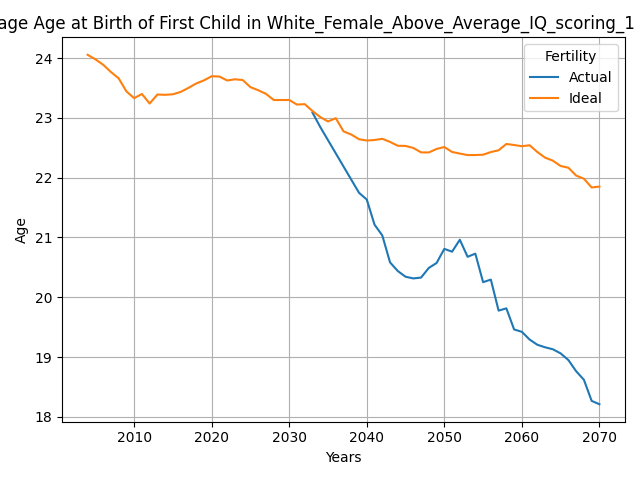 age Age at Birth of First Child in White_Female_Above_Average_IQ_scoring_1
Fertility
Actual
Ideal
Age
24
23
22
21
20
19
18
2010
2020
2030
2040
2050
2060
2070
Years